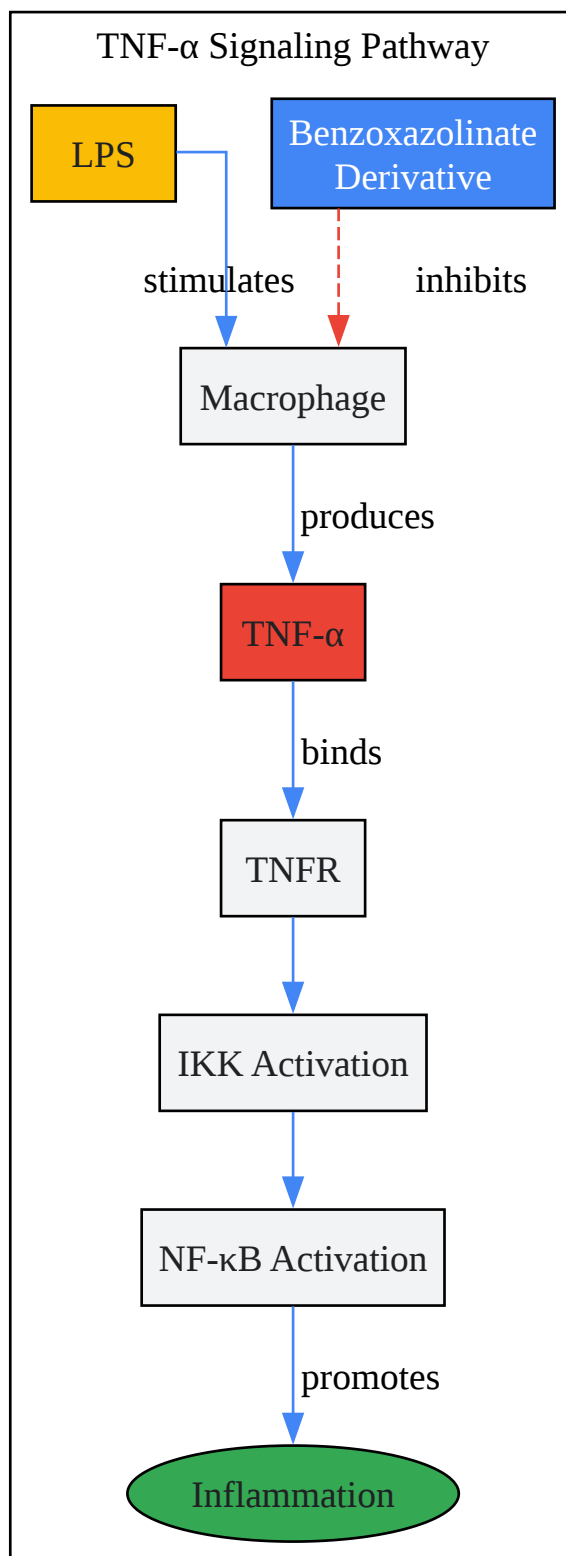 TNF-α Signaling Pathway
LPS
Benzoxazolinate
Derivative
stimulates
inhibits
Macrophage
produces
TNF-α
binds
TNFR
IKK Activation
NF-κB Activation
promotes
Inflammation